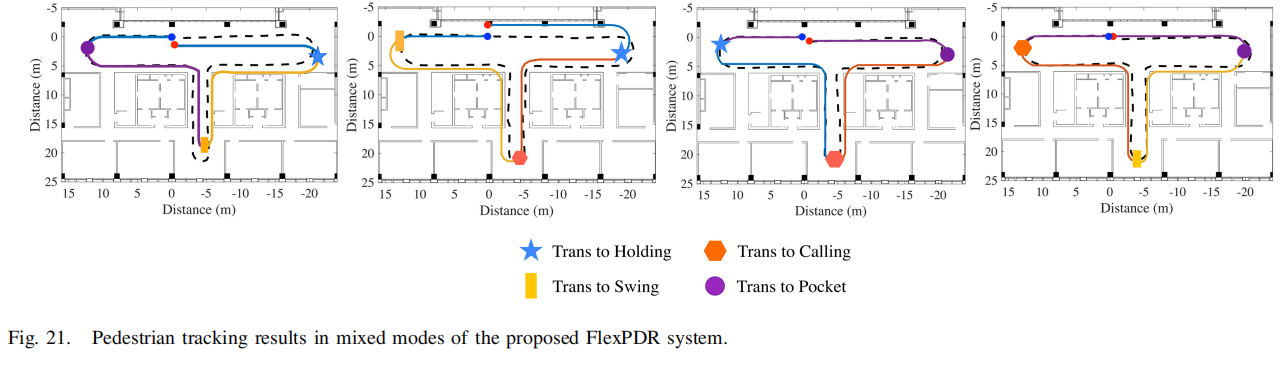 -5
0
5
10
15
20
25
15 10 5 0 -5 -10 -15 -20
Distance (m)
Distance (m)
-5
0
5
10
15
20
25
15 10 5 0 -5 -10 -15 -20
Distance (m)
Distance (m)
-5
0
5
10
15
20
25
15 10 5 0 -5 -10 -15 -20
Distance (m)
Distance (m)
-5
0
5
10
15
20
25
15 10 5 0 -5 -10 -15 -20
Distance (m)
Distance (m)
Trans to Holding Trans to Calling
Trans to Swing Trans to Pocket
Fig. 21. Pedestrian tracking results in mixed modes of the proposed FlexPDR system.